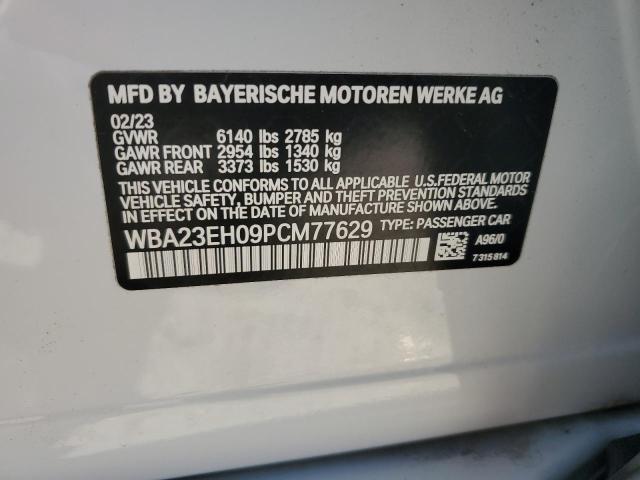 MFD BY BAYERISCHE MOTOREN WERKE AG
02/23
GVWR 6140 lbs 2785 kg
GAWR FRONT 2954 lbs 1340 kg
GAWR REAR 3373 lbs 1530 kg
THIS VEHICLE CONFORMS TO ALL APPLICABLE U.S.FEDERAL MOTOR
VEHICLE SAFETY, BUMPER, AND THEFT PREVENTION STANDARDS
IN EFFECT ON THE DATE OF MANUFACTURE SHOWN ABOVE.
WBA23EH09PCM77629 TYPE: PASSENGER CAR
A96/0
7315814